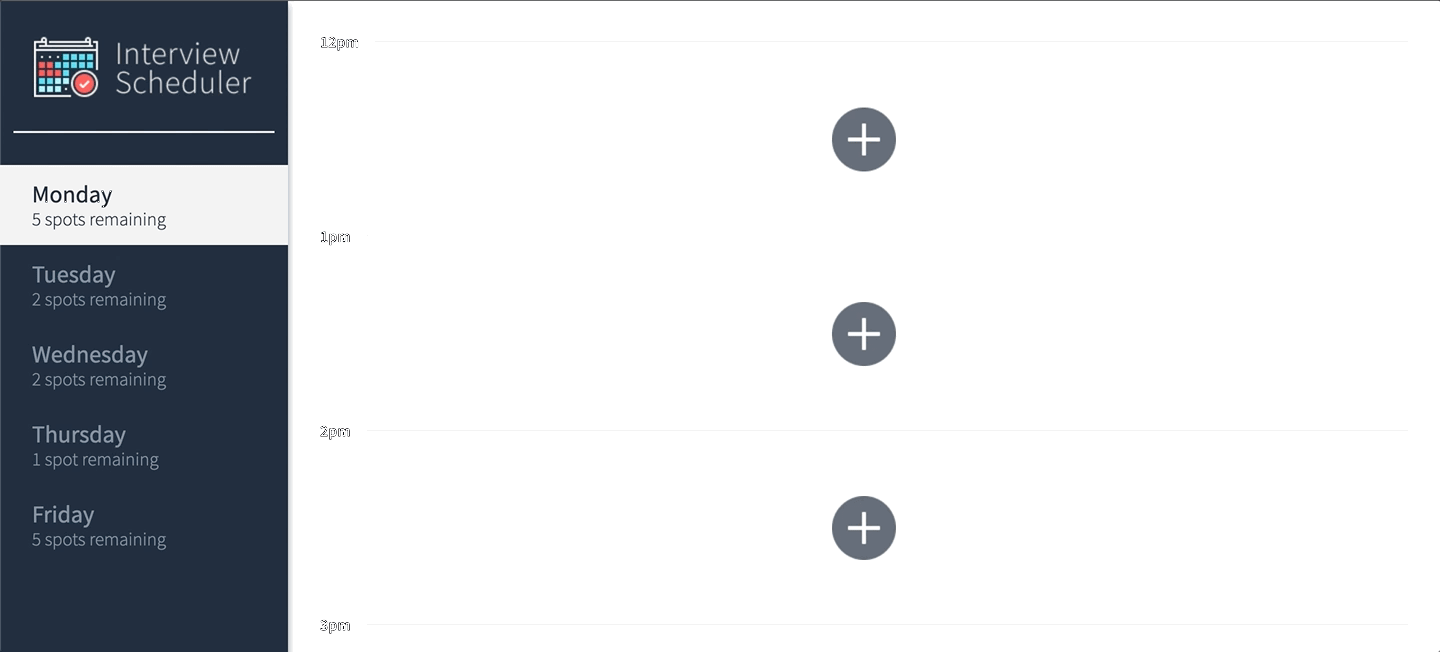 Interview
Scheduler
Monday
5 spots remaining
Tuesday
2 spots remaining
Wednesday
2 spots remaining
Thursday
1 spot remaining
Friday
5 spots remaining
12pm
1pm
2pm
3pm